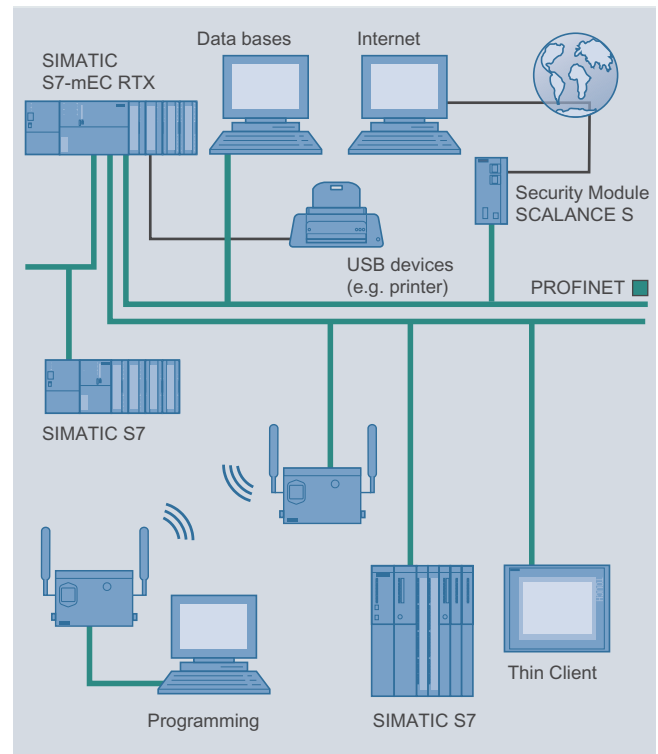 Data bases
Internet
SIMATIC
S7-mEC RTX
Security Module
SCALANCE S
USB devices
(e.g. printer)
PROFINET
SIMATIC S7
Thin Client
Programming
SIMATIC S7